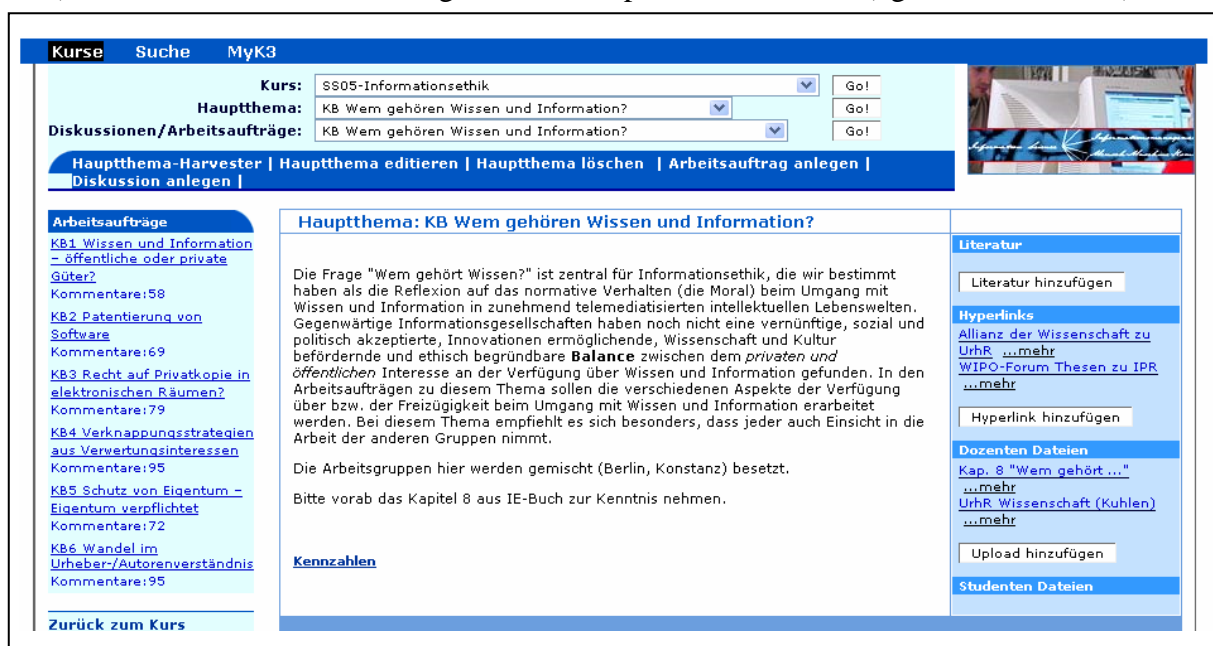 Kurse Suche MyK3
Kurs: SS05-Informationsethik Go!
Hauptthema: KB Wem gehören Wissen und Information? Go!
Diskussionen/Arbeitsaufträge: KB Wem gehören Wissen und Information? Go!
Hauptthema-Harvester | Hauptthema editieren | Hauptthema löschen | Arbeitsauftrag anlegen |
Diskussion anlegen |
Arbeitsaufträge
KB1 Wissen und Information
– öffentliche oder private
Güter?
Kommentare:58
KB2 Patentierung von
Software
Kommentare:69
KB3 Recht auf Privatkopie in
elektronischen Räumen?
Kommentare:79
KB4 Verknappungsstrategien
aus Verwertungsinteressen
Kommentare:95
KB5 Schutz von Eigentum –
Eigentum verpflichtet
Kommentare:72
KB6 Wandel im
Urheber-/Autorenverständnis
Kommentare:95
Zurück zum Kurs
Hauptthema: KB Wem gehören Wissen und Information?
Die Frage "Wem gehört Wissen?" ist zentral für Informationsethik, die wir bestimmt
haben als die Reflexion auf das normative Verhalten (die Moral) beim Umgang mit
Wissen und Information in zunehmend telemediatisierten intellektuellen Lebenswelten.
Gegenwärtige Informationsgesellschaften haben noch nicht eine vernünftige, sozial und
politisch akzeptierte, Innovationen ermöglichende, Wissenschaft und Kultur
befördernde und ethisch begründbare Balance zwischen dem privaten und
öffentlichen Interesse an der Verfügung über Wissen und Information gefunden. In den
Arbeitsaufträgen zu diesem Thema sollen die verschiedenen Aspekte der Verfügung
über bzw. der Freizügigkeit beim Umgang mit Wissen und Information erarbeitet
werden. Bei diesem Thema empfiehlt es sich besonders, dass jeder auch Einsicht in die
Arbeit der anderen Gruppen nimmt.
Die Arbeitsgruppen hier werden gemischt (Berlin, Konstanz) besetzt.
Bitte vorab das Kapitel 8 aus IE-Buch zur Kenntnis nehmen.
Kennzahlen
Literatur
Literatur hinzufügen
Hyperlinks
Allianz der Wissenschaft zu
UrhR ...mehr
WIPO-Forum Thesen zu IPR
...mehr
Hyperlink hinzufügen
Dozenten Dateien
Kap. 8 "Wem gehört ..."
...mehr
UrhR Wissenschaft (Kuhlen)
...mehr
Upload hinzufügen
Studenten Dateien